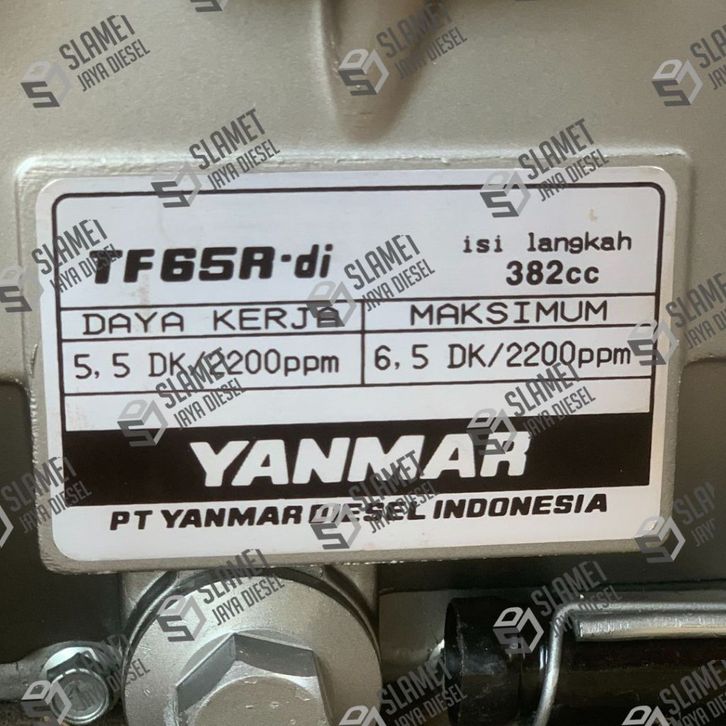 TF65R-di
isi langkah
382cc
DAYA KERJA
MAKSIMUM
5,5 DK/2200ppm
6,5 DK/2200ppm
YANMAR
PT YANMAR DIESEL INDONESIA
SLAMET
JAYA DIESEL